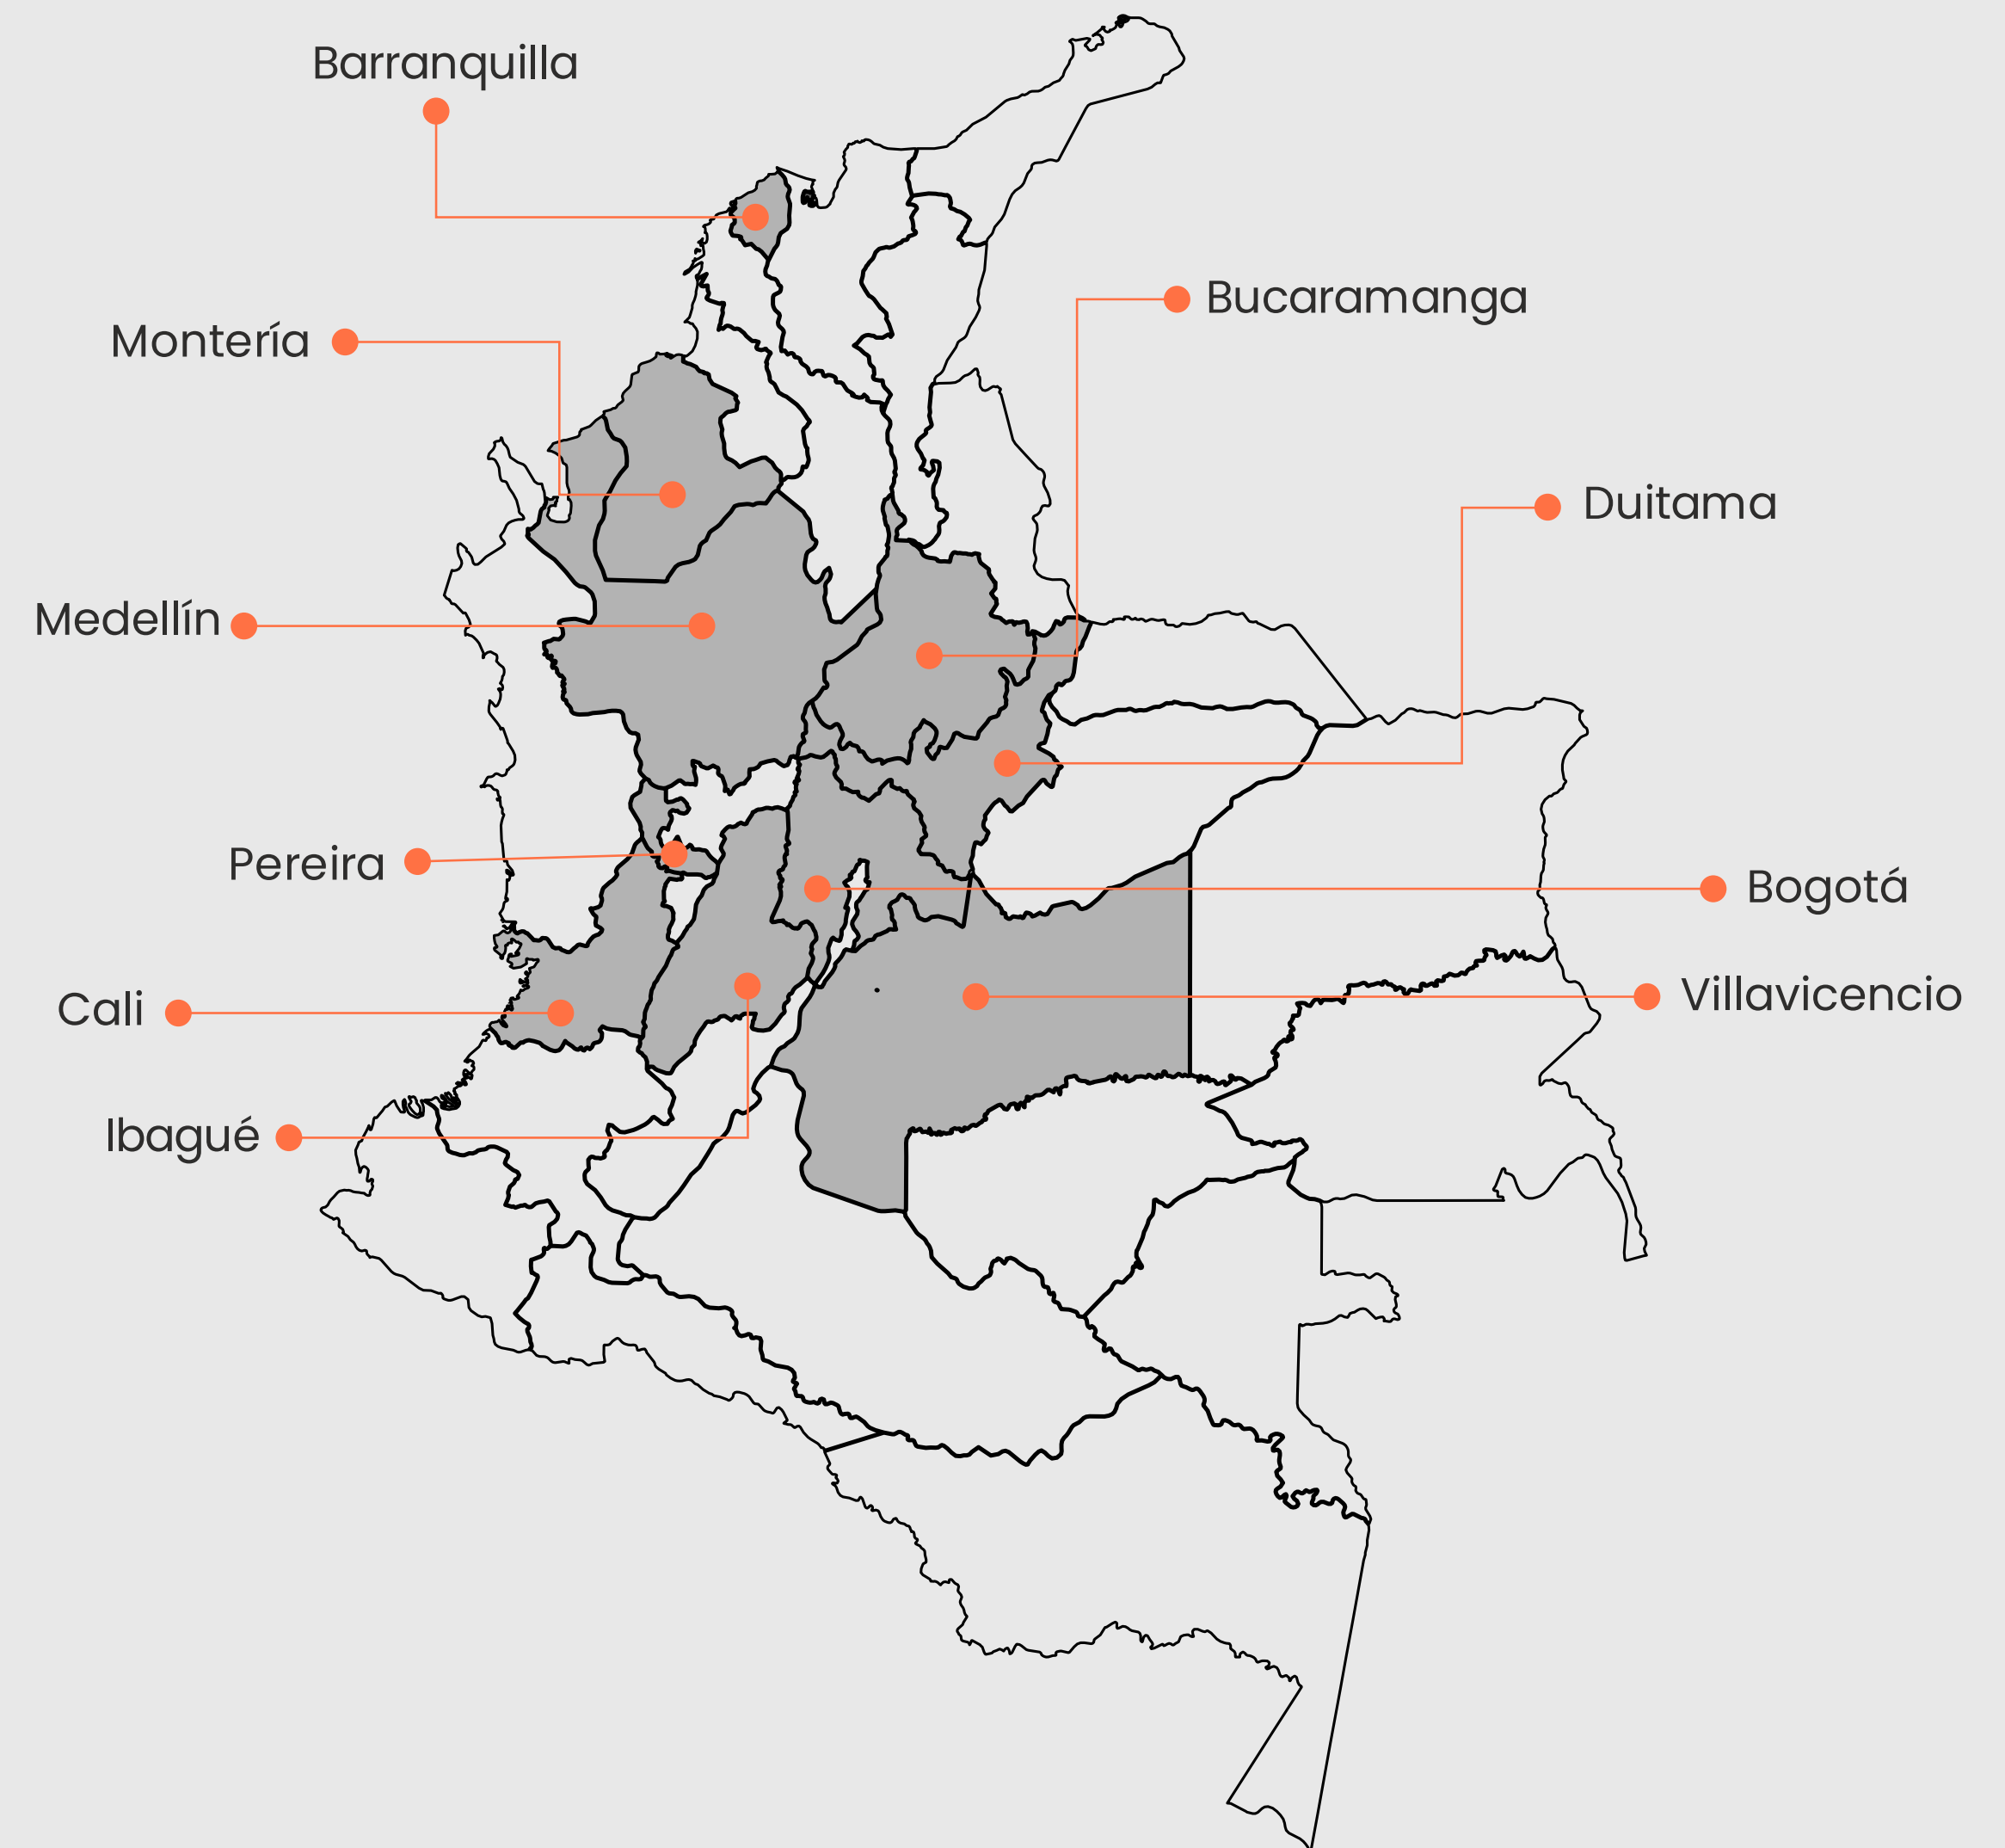 Barranquilla
Bucaramanga
Montería
Duitama
Medellín
Pereira
Bogotá
Villavicencio
Cali
Ibagué